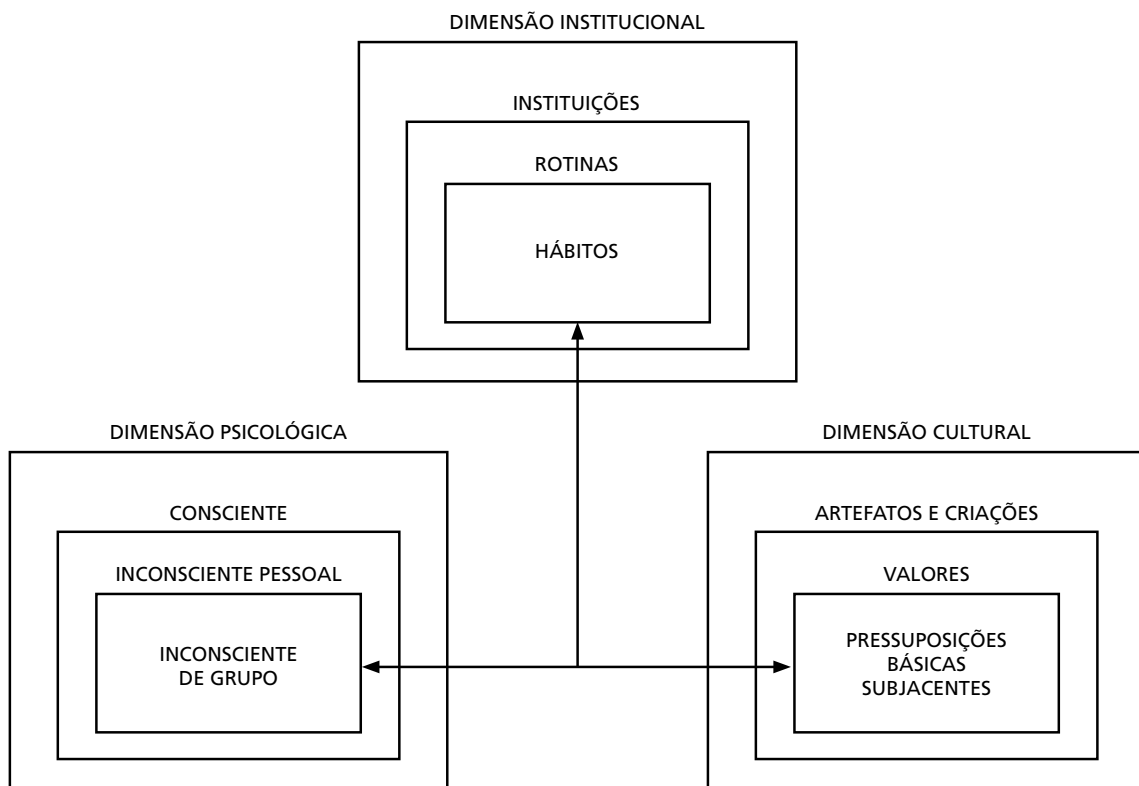 DIMENSÃO INSTITUCIONAL
INSTITUIÇÕES
ROTINAS
HÁBITOS
DIMENSÃO PSICOLÓGICA
CONSCIENTE
INCONSCIENTE PESSOAL
INCONSCIENTE
DE GRUPO
DIMENSÃO CULTURAL
ARTEFATOS E CRIAÇÕES
VALORES
PRESSUPOSIÇÕES
BÁSICAS
SUBJACENTES